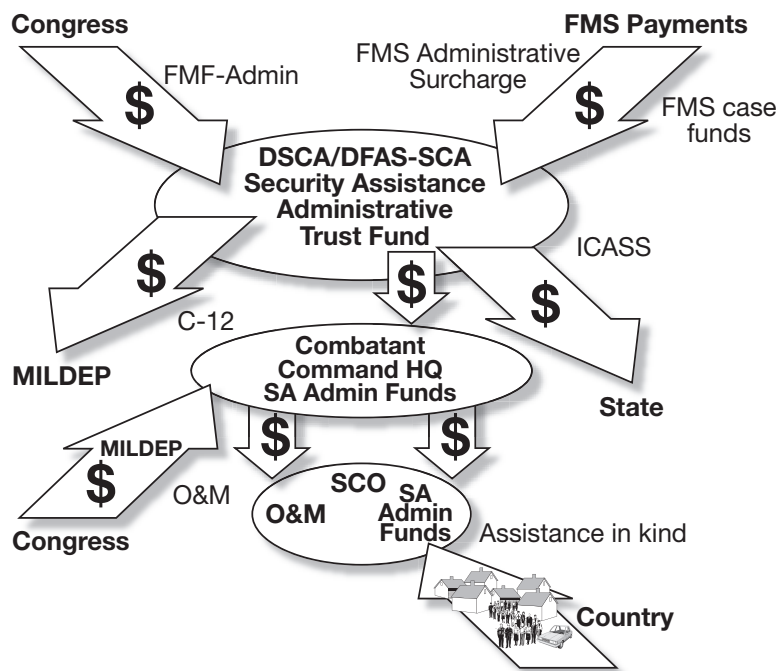 Congress
FMS Payments
FMF-Admin
FMS Administrative
Surcharge
$
$
FMS case
funds
DSCA/DFAS-SCA
Security Assistance
Administrative
Trust Fund
ICASS
$
$
$
C-12
MILDEP
Combatant
Command HQ
SA Admin Funds
State
$
$
MILDEP
$
O&M
Congress
SCO
O&M
SA
Admin
Funds
Assistance in kind
Country